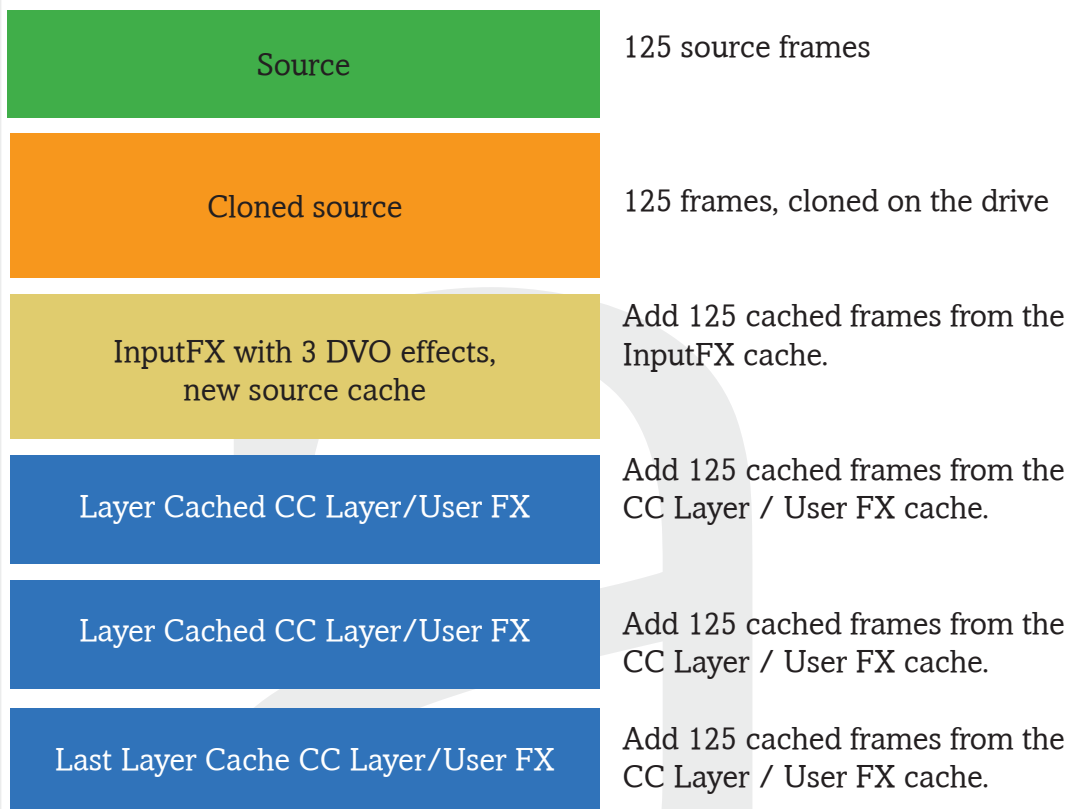 Source
125 source frames
Cloned source
125 frames, cloned on the drive
InputFX with 3 DVO effects,
new source cache
Add 125 cached frames from the
InputFX cache.
Layer Cached CC Layer/User FX
Add 125 cached frames from the
CC Layer / User FX cache.
Layer Cached CC Layer/User FX
Add 125 cached frames from the
CC Layer / User FX cache.
Last Layer Cache CC Layer/User FX
Add 125 cached frames from the
CC Layer / User FX cache.